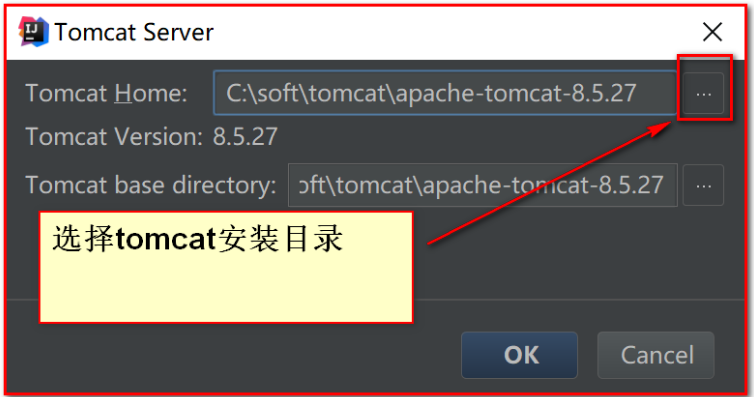 Tomcat Server
Tomcat Home: C:\soft\tomcat\apache-tomcat-8.5.27 ...
Tomcat Version: 8.5.27
Tomcat base directory: oft\tomcat\apache-tomcat-8.5.27 ...
选择tomcat安装目录
OK Cancel